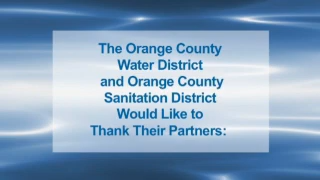 The Orange County
Water District
and Orange County
Sanitation District
Would Like to
Thank Their Partners: